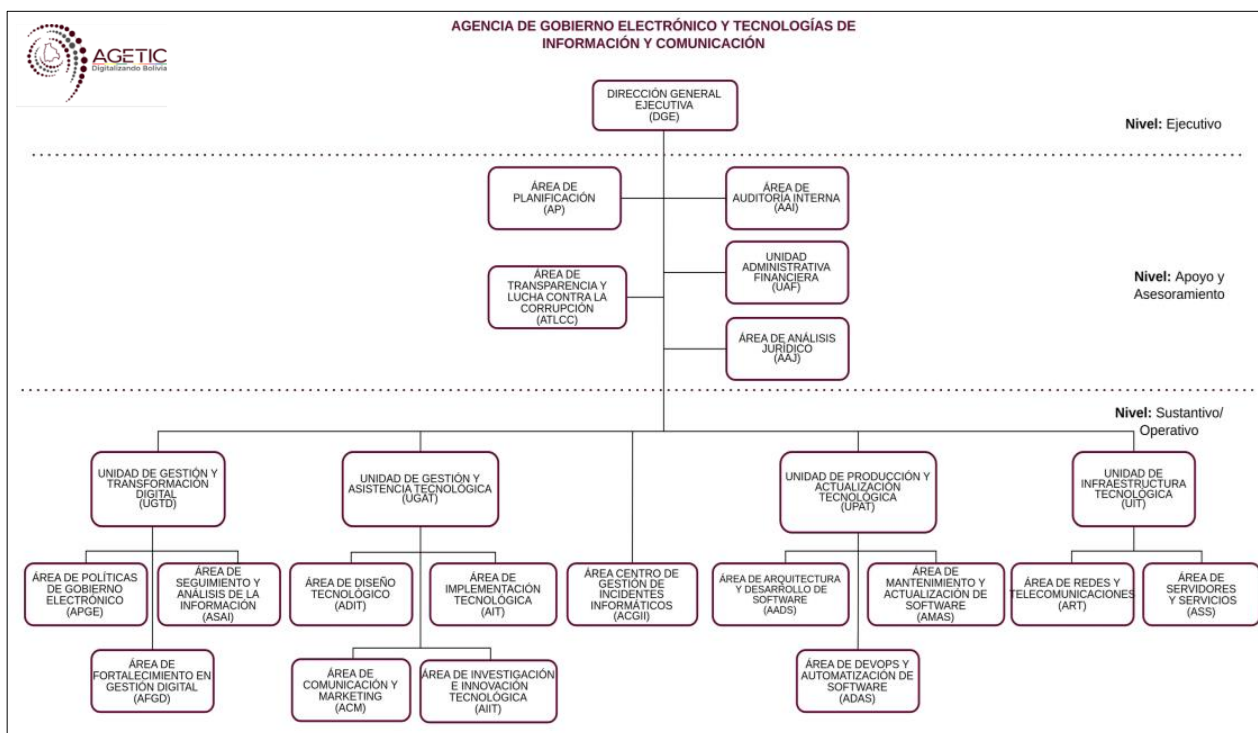 AGENCIA DE GOBIERNO ELECTRÓNICO Y TECNOLOGÍAS DE
INFORMACIÓN Y COMUNICACIÓN
AGETIC
Digitalizando Bolivia
DIRECCIÓN GENERAL
EJECUTIVA
(DGE)
Nivel: Ejecutivo
ÁREA DE
PLANIFICACIÓN
(AP)
ÁREA DE
AUDITORÍA INTERNA
(AAI)
UNIDAD
ADMINISTRATIVA
FINANCIERA
(UAF)
ÁREA DE
TRANSPARENCIA Y
LUCHA CONTRA LA
CORRUPCIÓN
(ATLCC)
Nivel: Apoyo y
Asesoramiento
ÁREA DE ANÁLISIS
JURÍDICO
(AAJ)
Nivel: Sustantivo/
Operativo
UNIDAD DE GESTIÓN Y
TRANSFORMACIÓN
DIGITAL
(UGTD)
UNIDAD DE GESTIÓN Y
ASISTENCIA TECNOLÓGICA
(UGAT)
UNIDAD DE PRODUCCIÓN Y
ACTUALIZACIÓN
TECNOLÓGICA
(UPAT)
UNIDAD DE
INFRAESTRUCTURA
TECNOLÓGICA
(UIT)
ÁREA DE POLÍTICAS
DE GOBIERNO
ELECTRÓNICO
(APGE)
ÁREA DE
SEGUIMIENTO Y
ANÁLISIS DE LA
INFORMACIÓN
(ASAI)
ÁREA DE DISEÑO
TECNOLÓGICO
(ADIT)
ÁREA DE
IMPLEMENTACIÓN
TECNOLÓGICA
(AIT)
ÁREA CENTRO DE
GESTIÓN DE
INCIDENTES
INFORMÁTICOS
(ACGII)
ÁREA DE ARQUITECTURA
Y DESARROLLO DE
SOFTWARE
(AADS)
ÁREA DE
MANTENIMIENTO Y
ACTUALIZACIÓN DE
SOFTWARE
(AMAS)
ÁREA DE REDES Y
TELECOMUNICACIONES
(ART)
ÁREA DE
SERVIDORES
Y SERVICIOS
(ASS)
ÁREA DE
FORTALECIMIENTO EN
GESTIÓN DIGITAL
(AFGD)
ÁREA DE
COMUNICACIÓN Y
MARKETING
(ACM)
ÁREA DE INVESTIGACIÓN
E INNOVACIÓN
TECNOLÓGICA
(AIIT)
ÁREA DE DEVOPS Y
AUTOMATIZACIÓN DE
SOFTWARE
(ADAS)